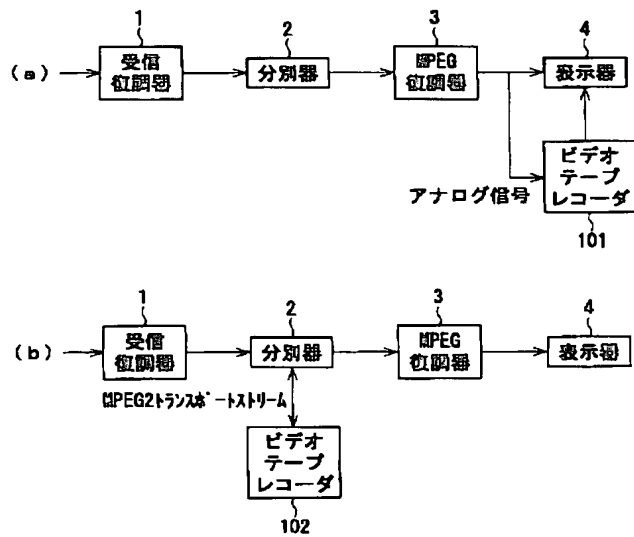 1
2
3
4
(a)
受信
復調器
分別器
MPEG
復調器
表示器
アナログ信号
ビデオ
テープ
レコーダ
101
1
2
3
4
(b)
受信
復調器
分別器
MPEG
復調器
表示器
MPEG2トランスポートストリーム
ビデオ
テープ
レコーダ
102